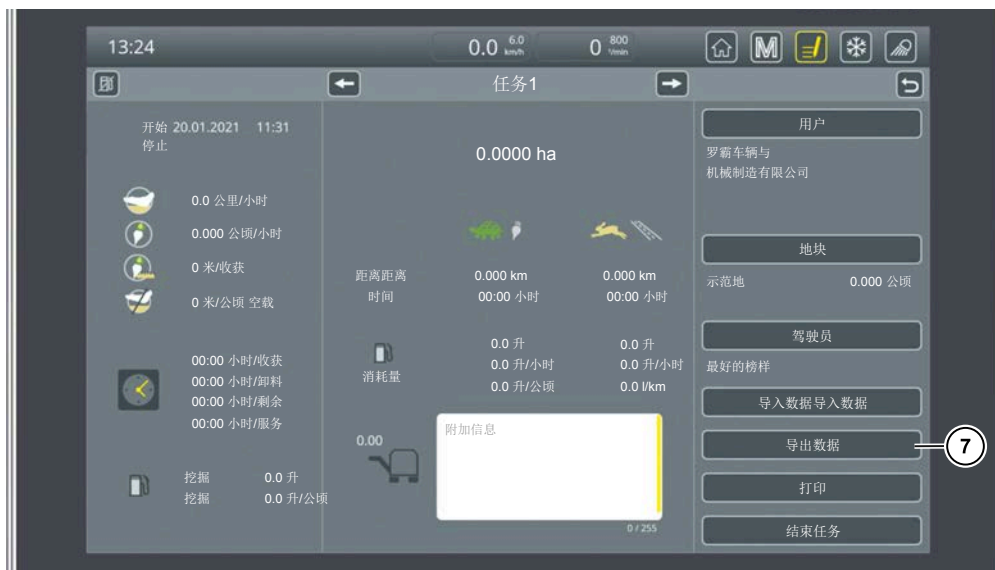 13:24
0.0 6.0 km/h
0 800 1/min
M
任务1
开始 20.01.2021 11:31
停止
0.0 公里/小时
0.000 公顷/小时
0 米/收获
0 米/公顷 空载
00:00 小时/收获
00:00 小时/卸料
00:00 小时/剩余
00:00 小时/服务
挖掘 0.0 升
挖掘 0.0 升/公顷
0.0000 ha
距离距离 0.000 km 0.000 km
时间 00:00 小时 00:00 小时
0.0 升 0.0 升
消耗量 0.0 升/小时 0.0 升/小时
0.0 升/公顷 0.0 l/km
0.00
附加信息
0 / 255
用户
罗霸车辆与
机械制造有限公司
地块
示范地 0.000 公顷
驾驶员
最好的榜样
导入数据导入数据
导出数据
7
打印
结束任务